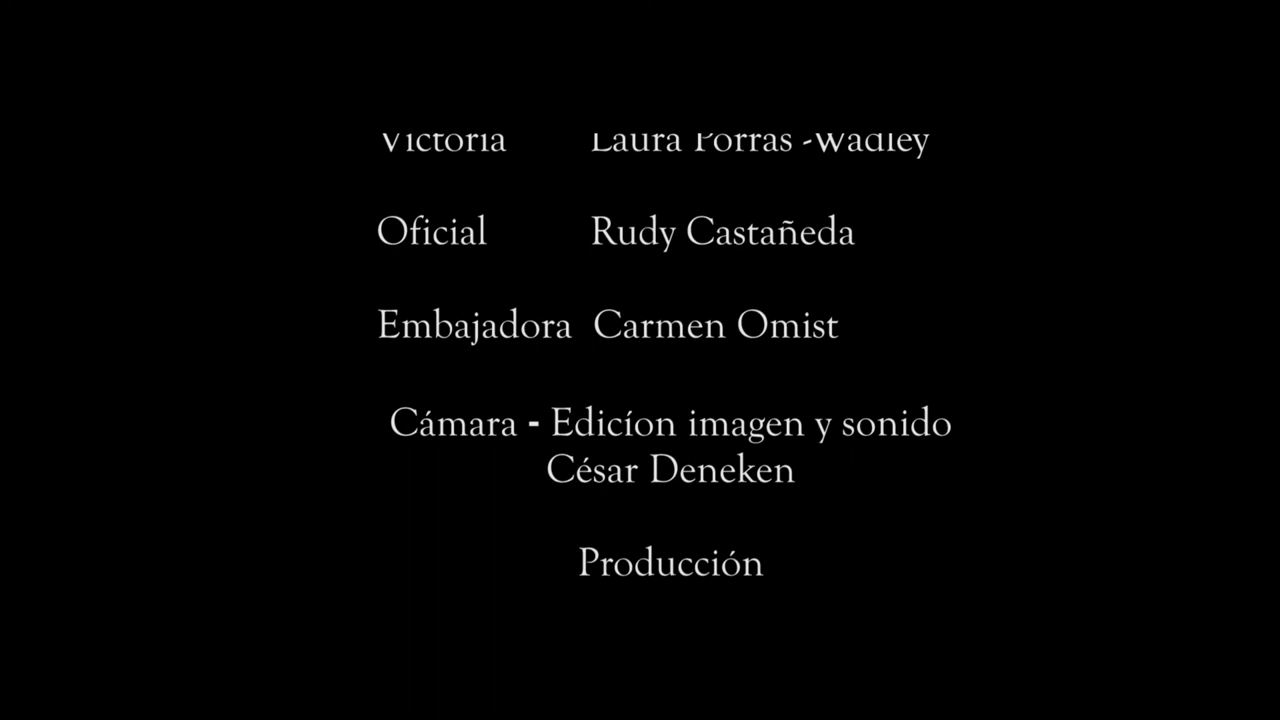 Victoria Laura Porras -Wadley
Oficial Rudy Castañeda
Embajadora Carmen Omist
Cámara - Edicíon imagen y sonido
César Deneken
Producción